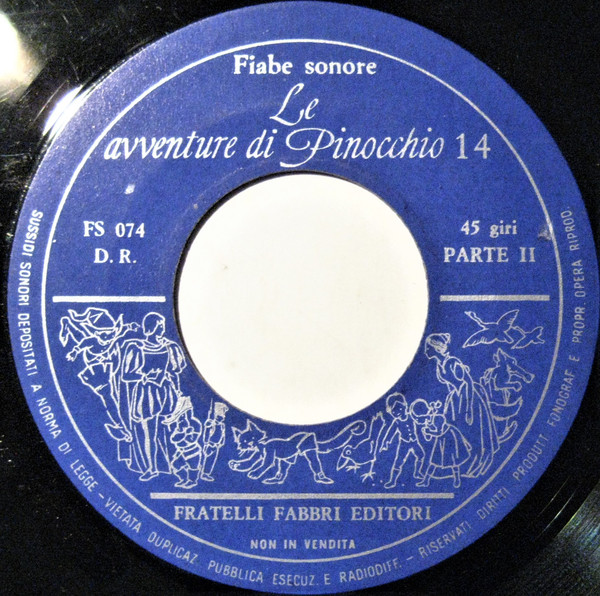 Fiabe sonore
Le
avventure di Pinocchio 14
FS 074
D. R.
45 giri
PARTE II
FRATELLI FABBRI EDITORI
NON IN VENDITA
SUSSIDI SONORI DEPOSITATI A NORMA DI LEGGE - VIETATA DUPLICAZ. PUBBLICA ESECUZ. E RADIODIFF. - RISERVATI DIRITTI PRODUTT. FONOGRAF. E PROPR. OPERA RIPROD.